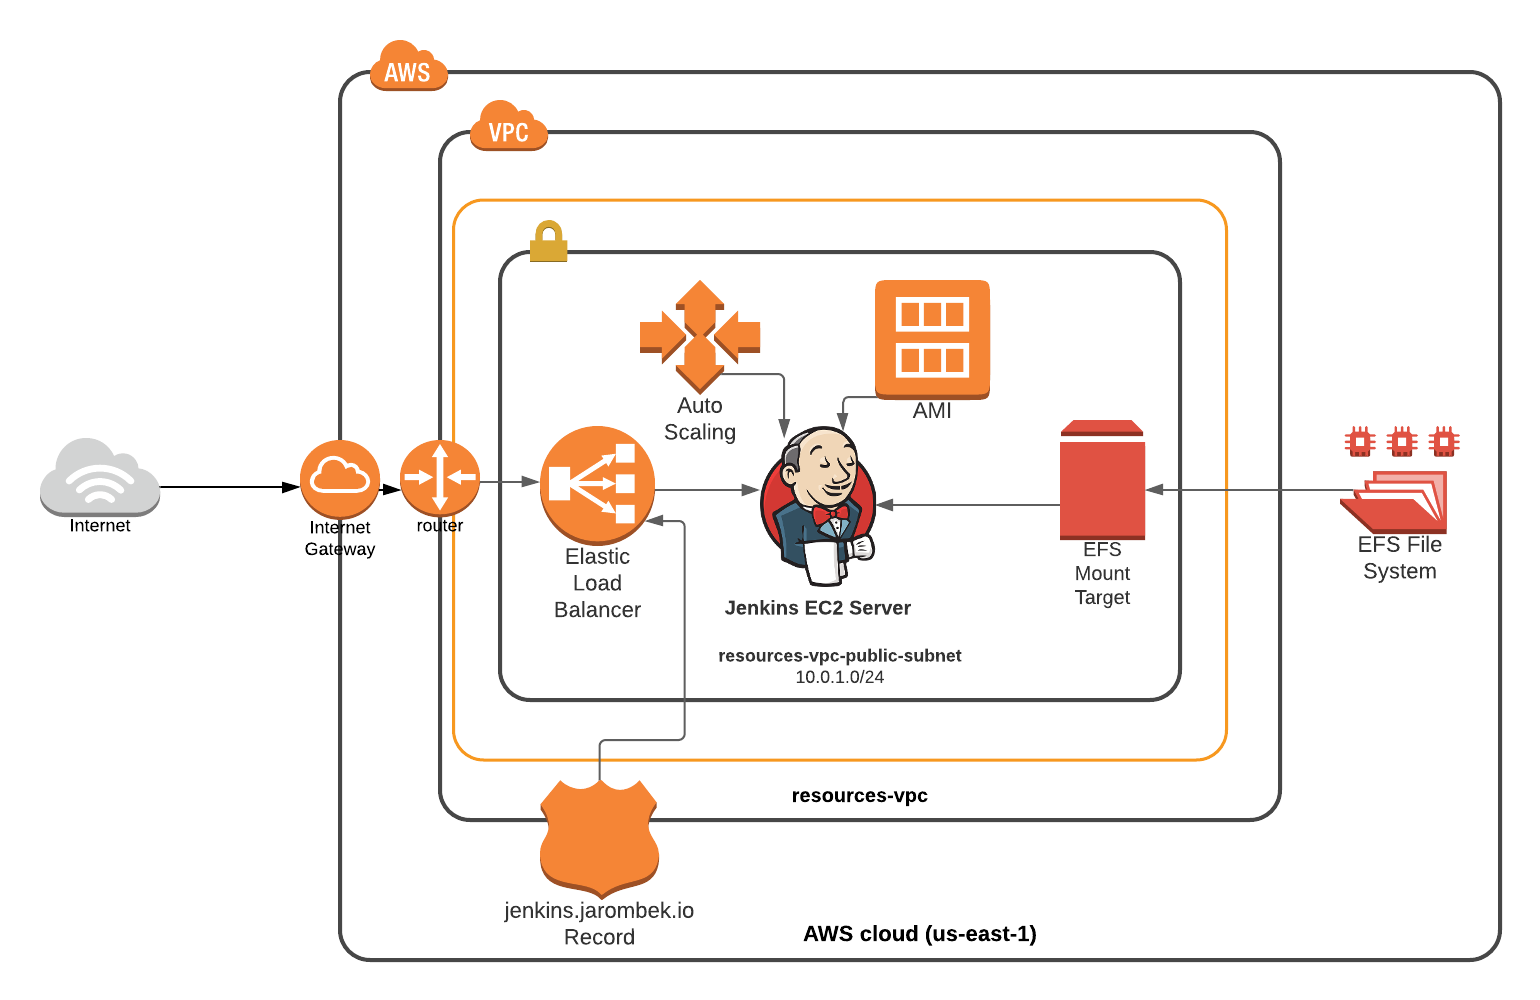 AWS
VPC
Auto
Scaling
AMI
Internet
Internet
Gateway
router
Elastic
Load
Balancer
Jenkins EC2 Server
EFS
Mount
Target
EFS File
System
resources-vpc-public-subnet
10.0.1.0/24
resources-vpc
jenkins.jarombek.io
Record
AWS cloud (us-east-1)